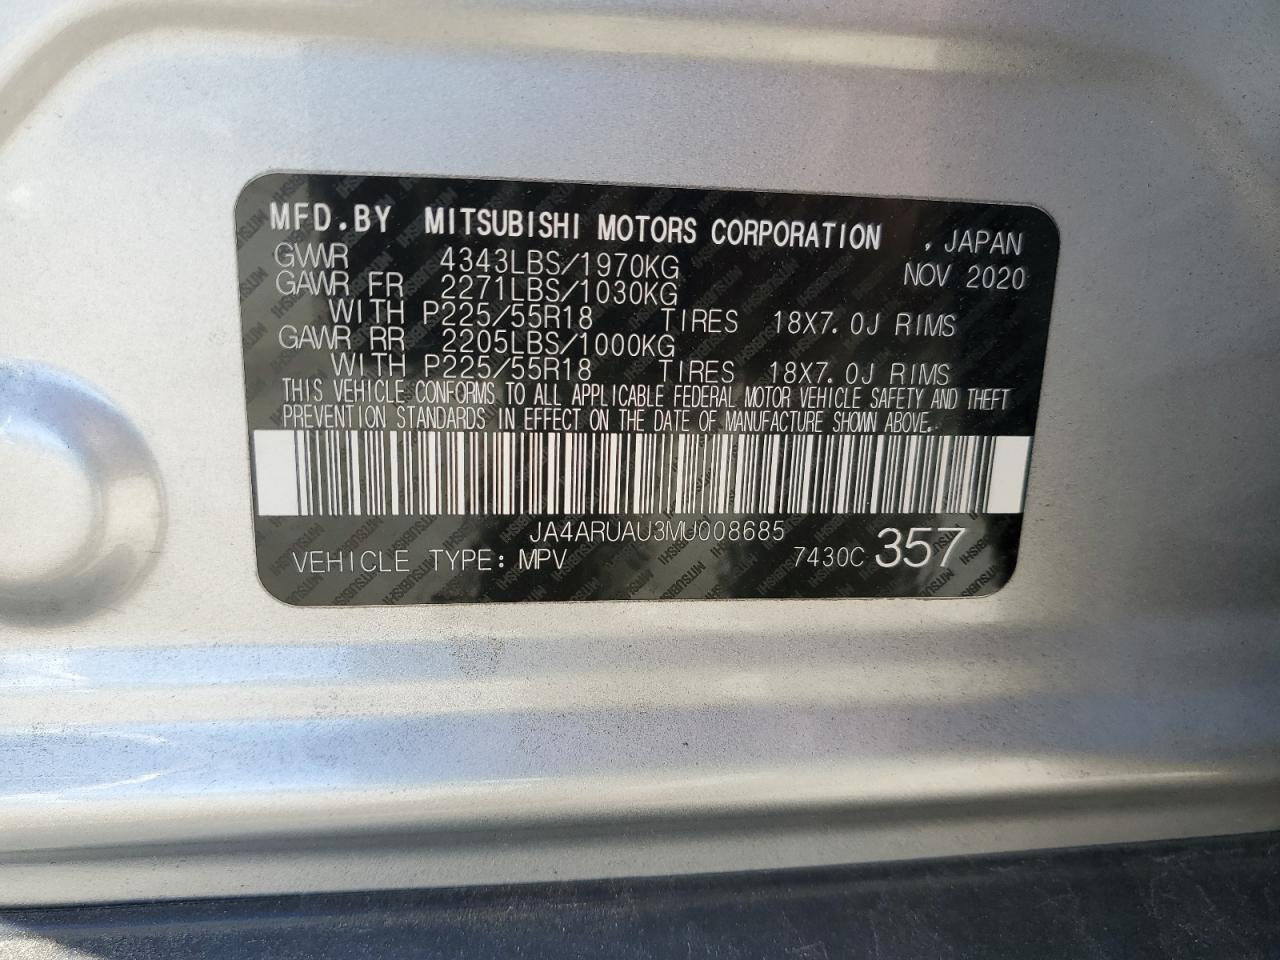 MFD.BY MITSUBISHI MOTORS CORPORATION , JAPAN
GVWR 4343LBS/1970KG NOV 2020
GAWR FR 2271LBS/1030KG
WITH P225/55R18 TIRES 18X7.0J RIMS
GAWR RR 2205LBS/1000KG
WITH P225/55R18 TIRES 18X7.0J RIMS
THIS VEHICLE CONFORMS TO ALL APPLICABLE FEDERAL MOTOR VEHICLE SAFETY AND THEFT
PREVENTION STANDARDS IN EFFECT ON THE DATE OF MANUFACTURE SHOWN ABOVE.
JA4ARUAU3MU008685
VEHICLE TYPE: MPV 7430C 357